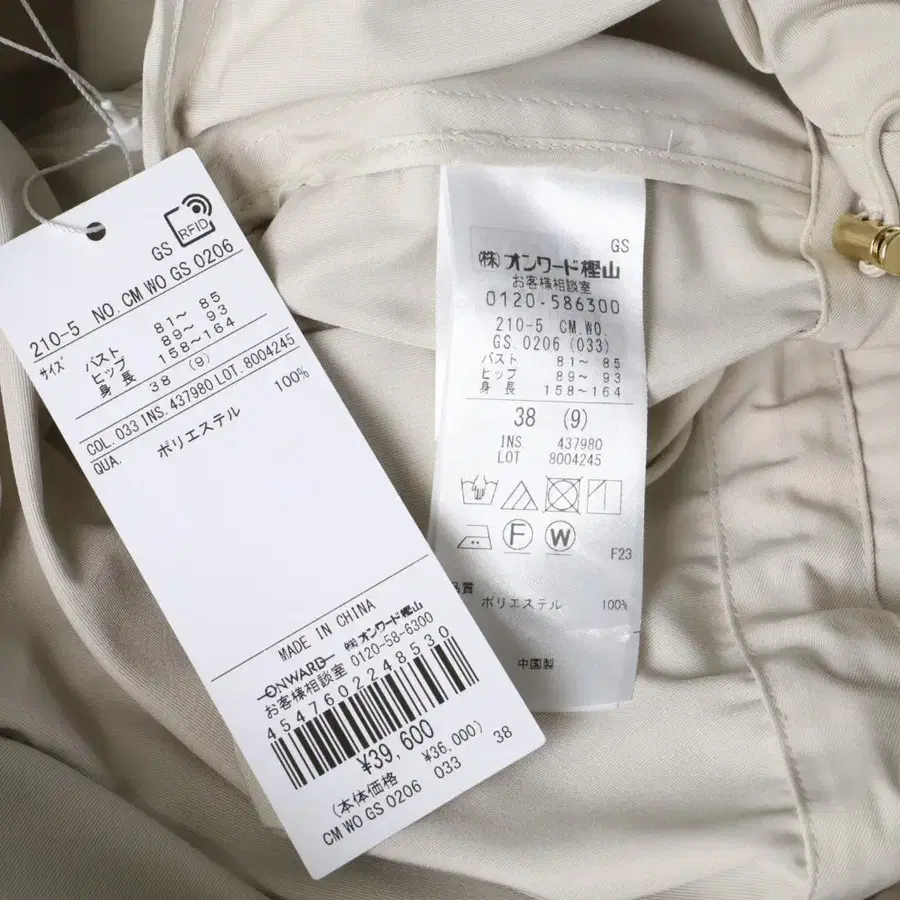 RFID
GS
210-5 NO. CM WO GS 0206
サイズ
バスト 81～ 85
ヒップ 89～ 93
身長 158～164
38 (9)
COL. 033 INS. 437980 LOT. 8004245
QUA.
ポリエステル 100%
MADE IN CHINA
ONWARD ㈱オンワード樫山
お客様相談室 0120-58-6300
4547602248530
¥39,600
(本体価格 ¥36,000)
CM WO GS 0206 033 38
GS
㈱オンワード樫山
お客様相談室
0120-586300
210-5 CM.WO.
GS.0206 (033)
バスト 81～ 85
ヒップ 89～ 93
身長 158～164
38 (9)
INS 437980
LOT 8004245
F W
F23
品質
ポリエステル 100%
中国製